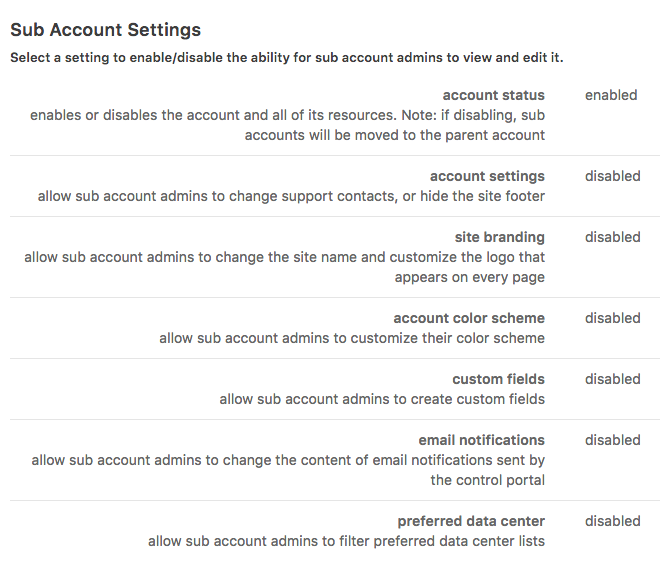 Sub Account Settings
Select a setting to enable/disable the ability for sub account admins to view and edit it.
account status enabled
enables or disables the account and all of its resources. Note: if disabling, sub
accounts will be moved to the parent account
account settings disabled
allow sub account admins to change support contacts, or hide the site footer
site branding disabled
allow sub account admins to change the site name and customize the logo that
appears on every page
account color scheme disabled
allow sub account admins to customize their color scheme
custom fields disabled
allow sub account admins to create custom fields
email notifications disabled
allow sub account admins to change the content of email notifications sent by
the control portal
preferred data center disabled
allow sub account admins to filter preferred data center lists